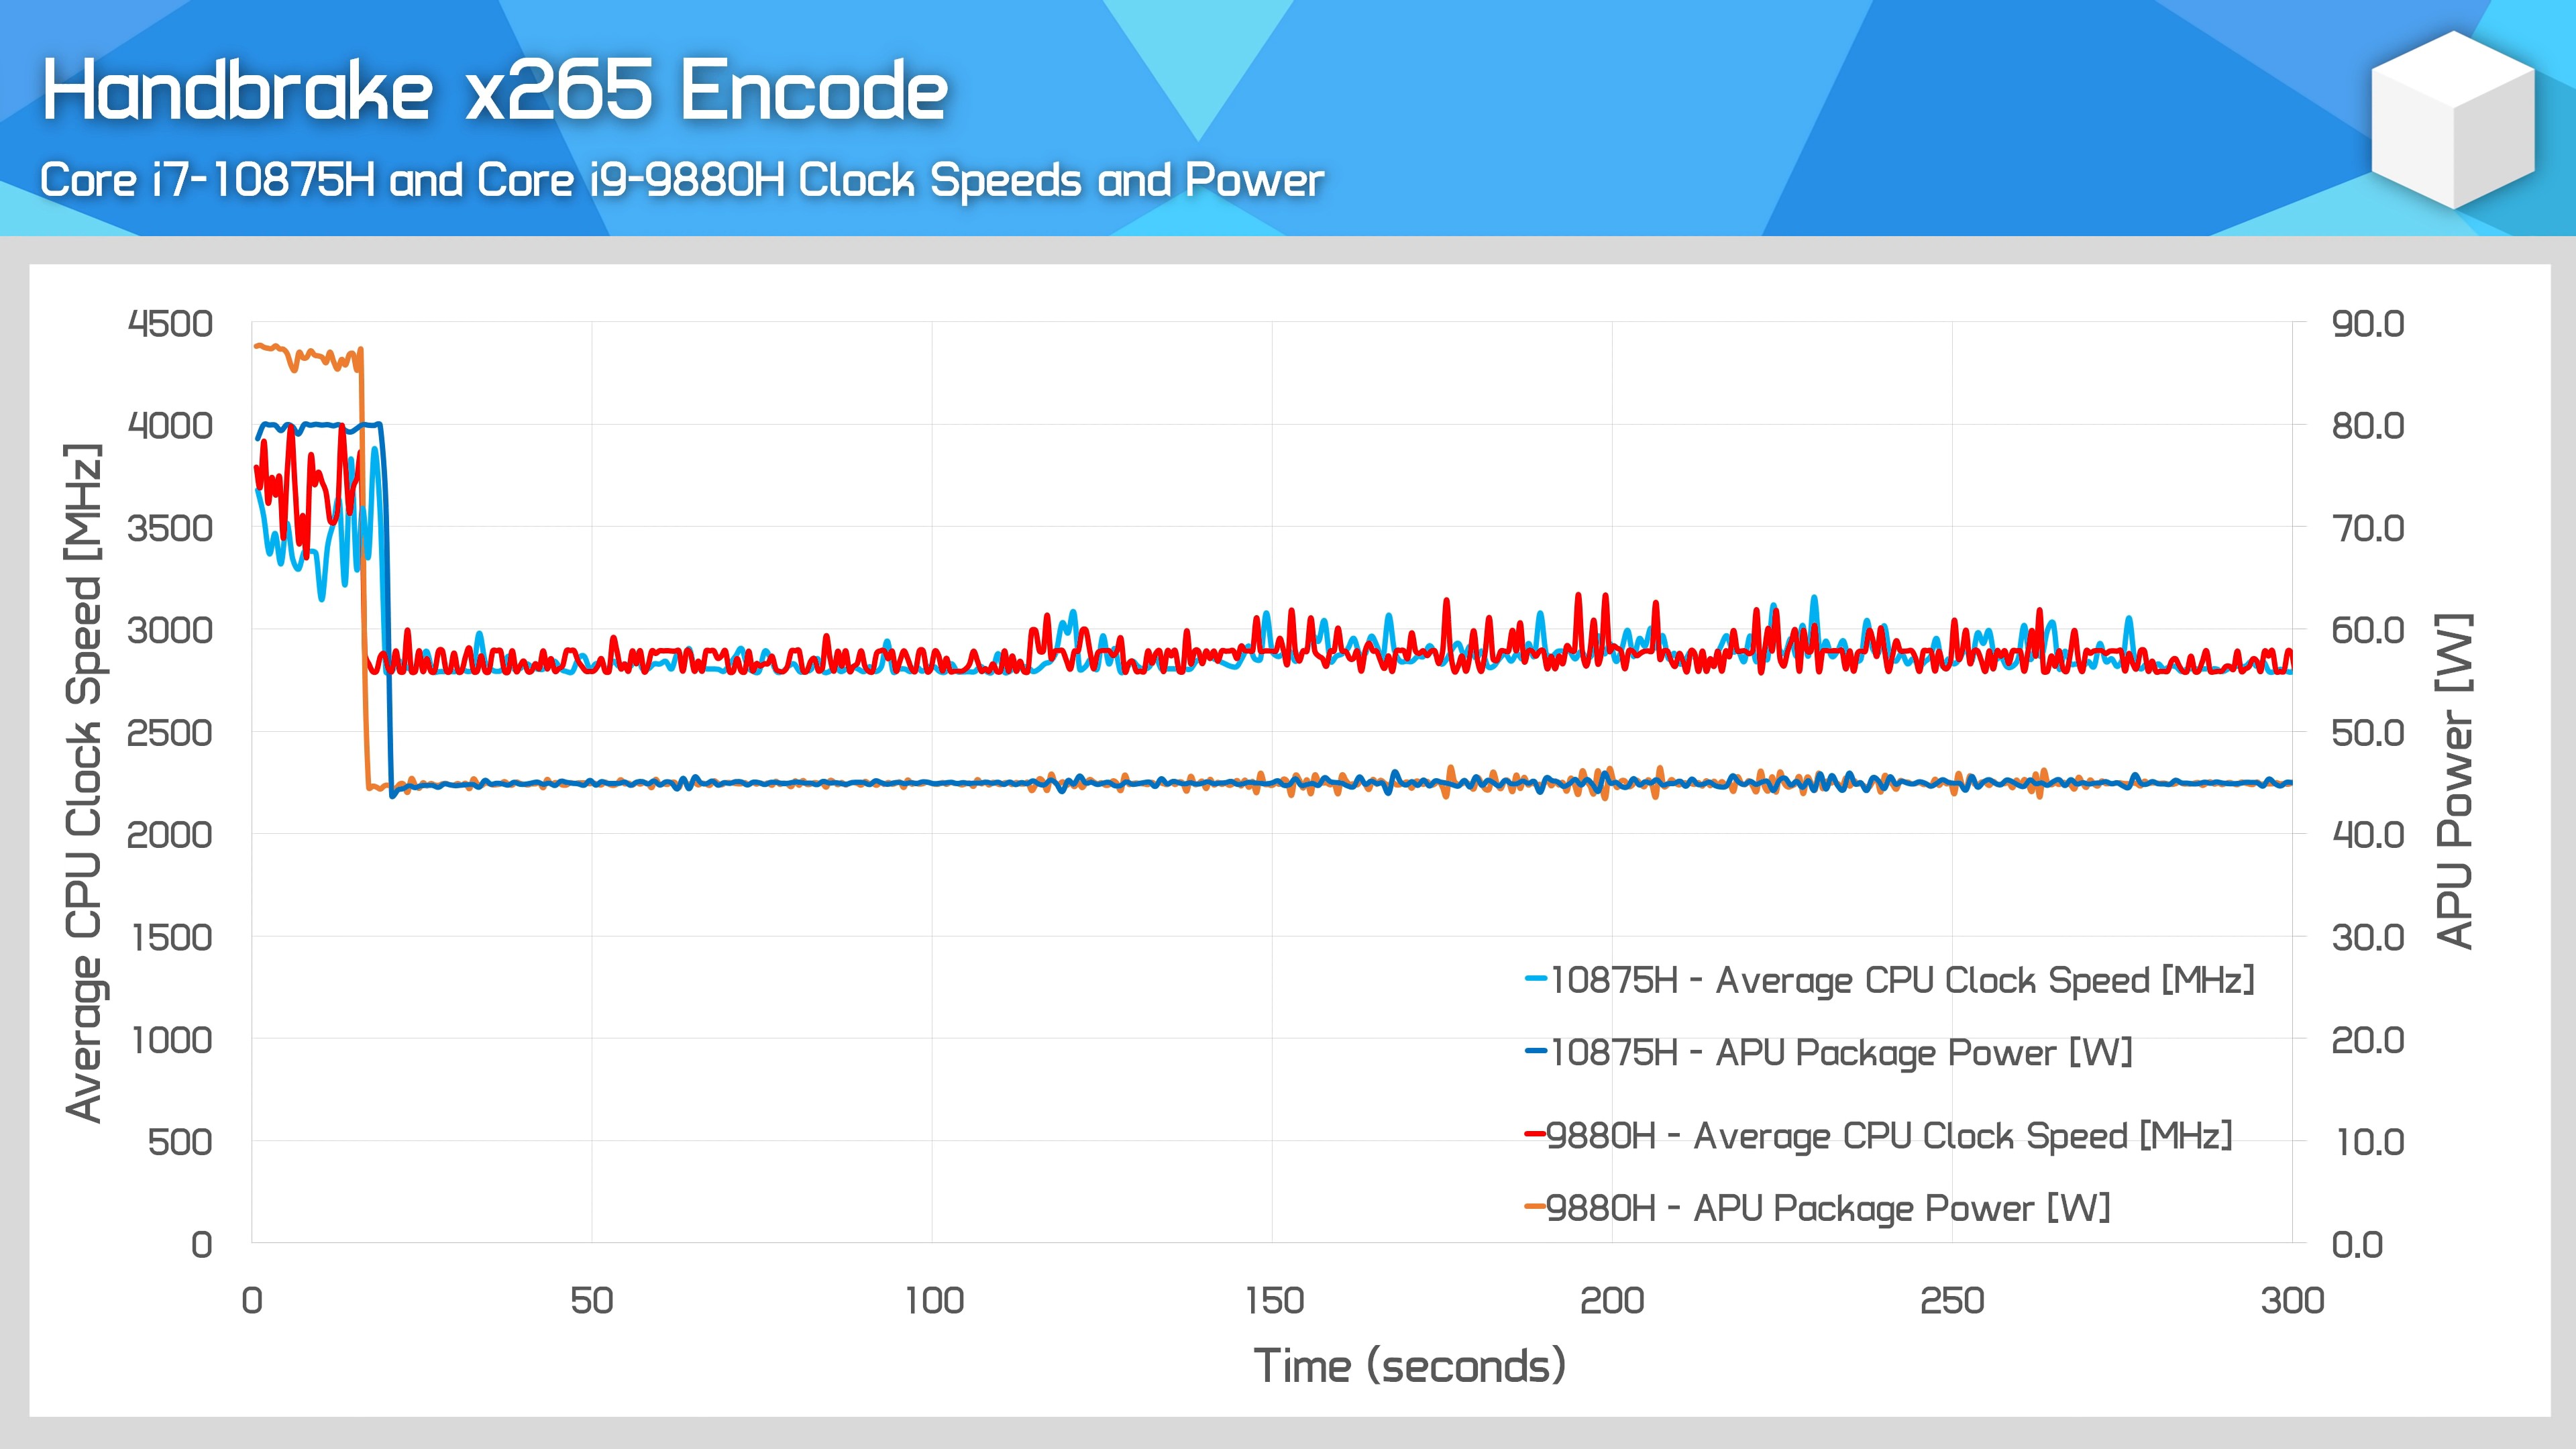 Handbrake x265 Encode
Core i7-10875H and Core i9-9880H Clock Speeds and Power
4500
4000
3500
3000
2500
2000
1500
1000
500
0
Average CPU Clock Speed [MHz]
90.0
80.0
70.0
60.0
50.0
40.0
30.0
20.0
10.0
0.0
APU Power [W]
10875H - Average CPU Clock Speed [MHz]
10875H - APU Package Power [W]
9880H - Average CPU Clock Speed [MHz]
9880H - APU Package Power [W]
0 50 100 150 200 250 300
Time (seconds)